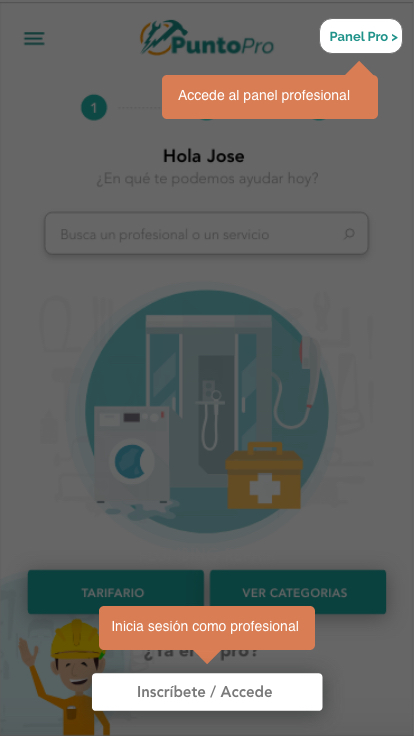 PuntoPro
Panel Pro >
Accede al panel profesional
1
Hola Jose
¿En qué te podemos ayudar hoy?
Busca un profesional o un servicio
TARIFARIO
VER CATEGORIAS
Inicia sesión como profesional
¿Ya er pro?
Inscríbete / Accede